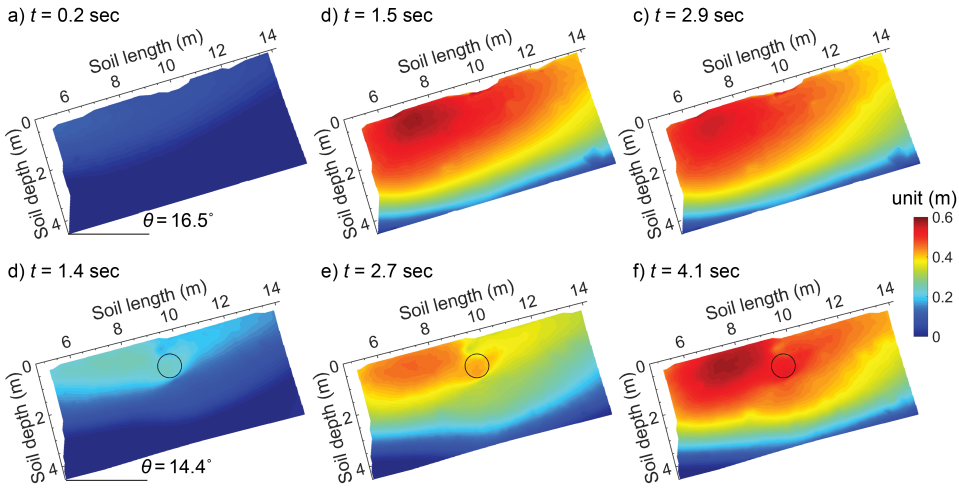 a) t = 0.2 sec
d) t = 1.5 sec
c) t = 2.9 sec
Soil length (m)
6 8 10 12 14
Soil depth (m)
0 2 4
θ = 16.5°
Soil length (m)
6 8 10 12 14
Soil depth (m)
0 2 4
Soil length (m)
6 8 10 12 14
Soil depth (m)
0 2 4
unit (m)
0.6
0.4
0.2
0
d) t = 1.4 sec
e) t = 2.7 sec
f) t = 4.1 sec
Soil length (m)
6 8 10 12 14
Soil depth (m)
0 2 4
θ = 14.4°
Soil length (m)
6 8 10 12 14
Soil depth (m)
0 2 4
Soil length (m)
6 8 10 12 14
Soil depth (m)
0 2 4